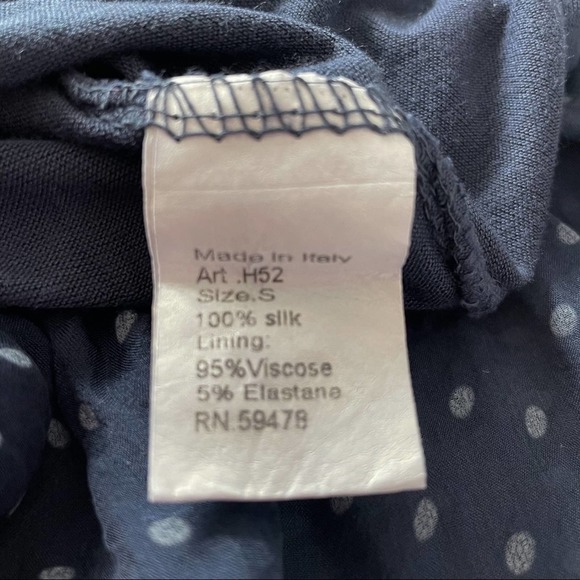 Made in Italy
Art .H52
Size.S
100% silk
Lining:
95%Viscose
5% Elastane
RN.59478